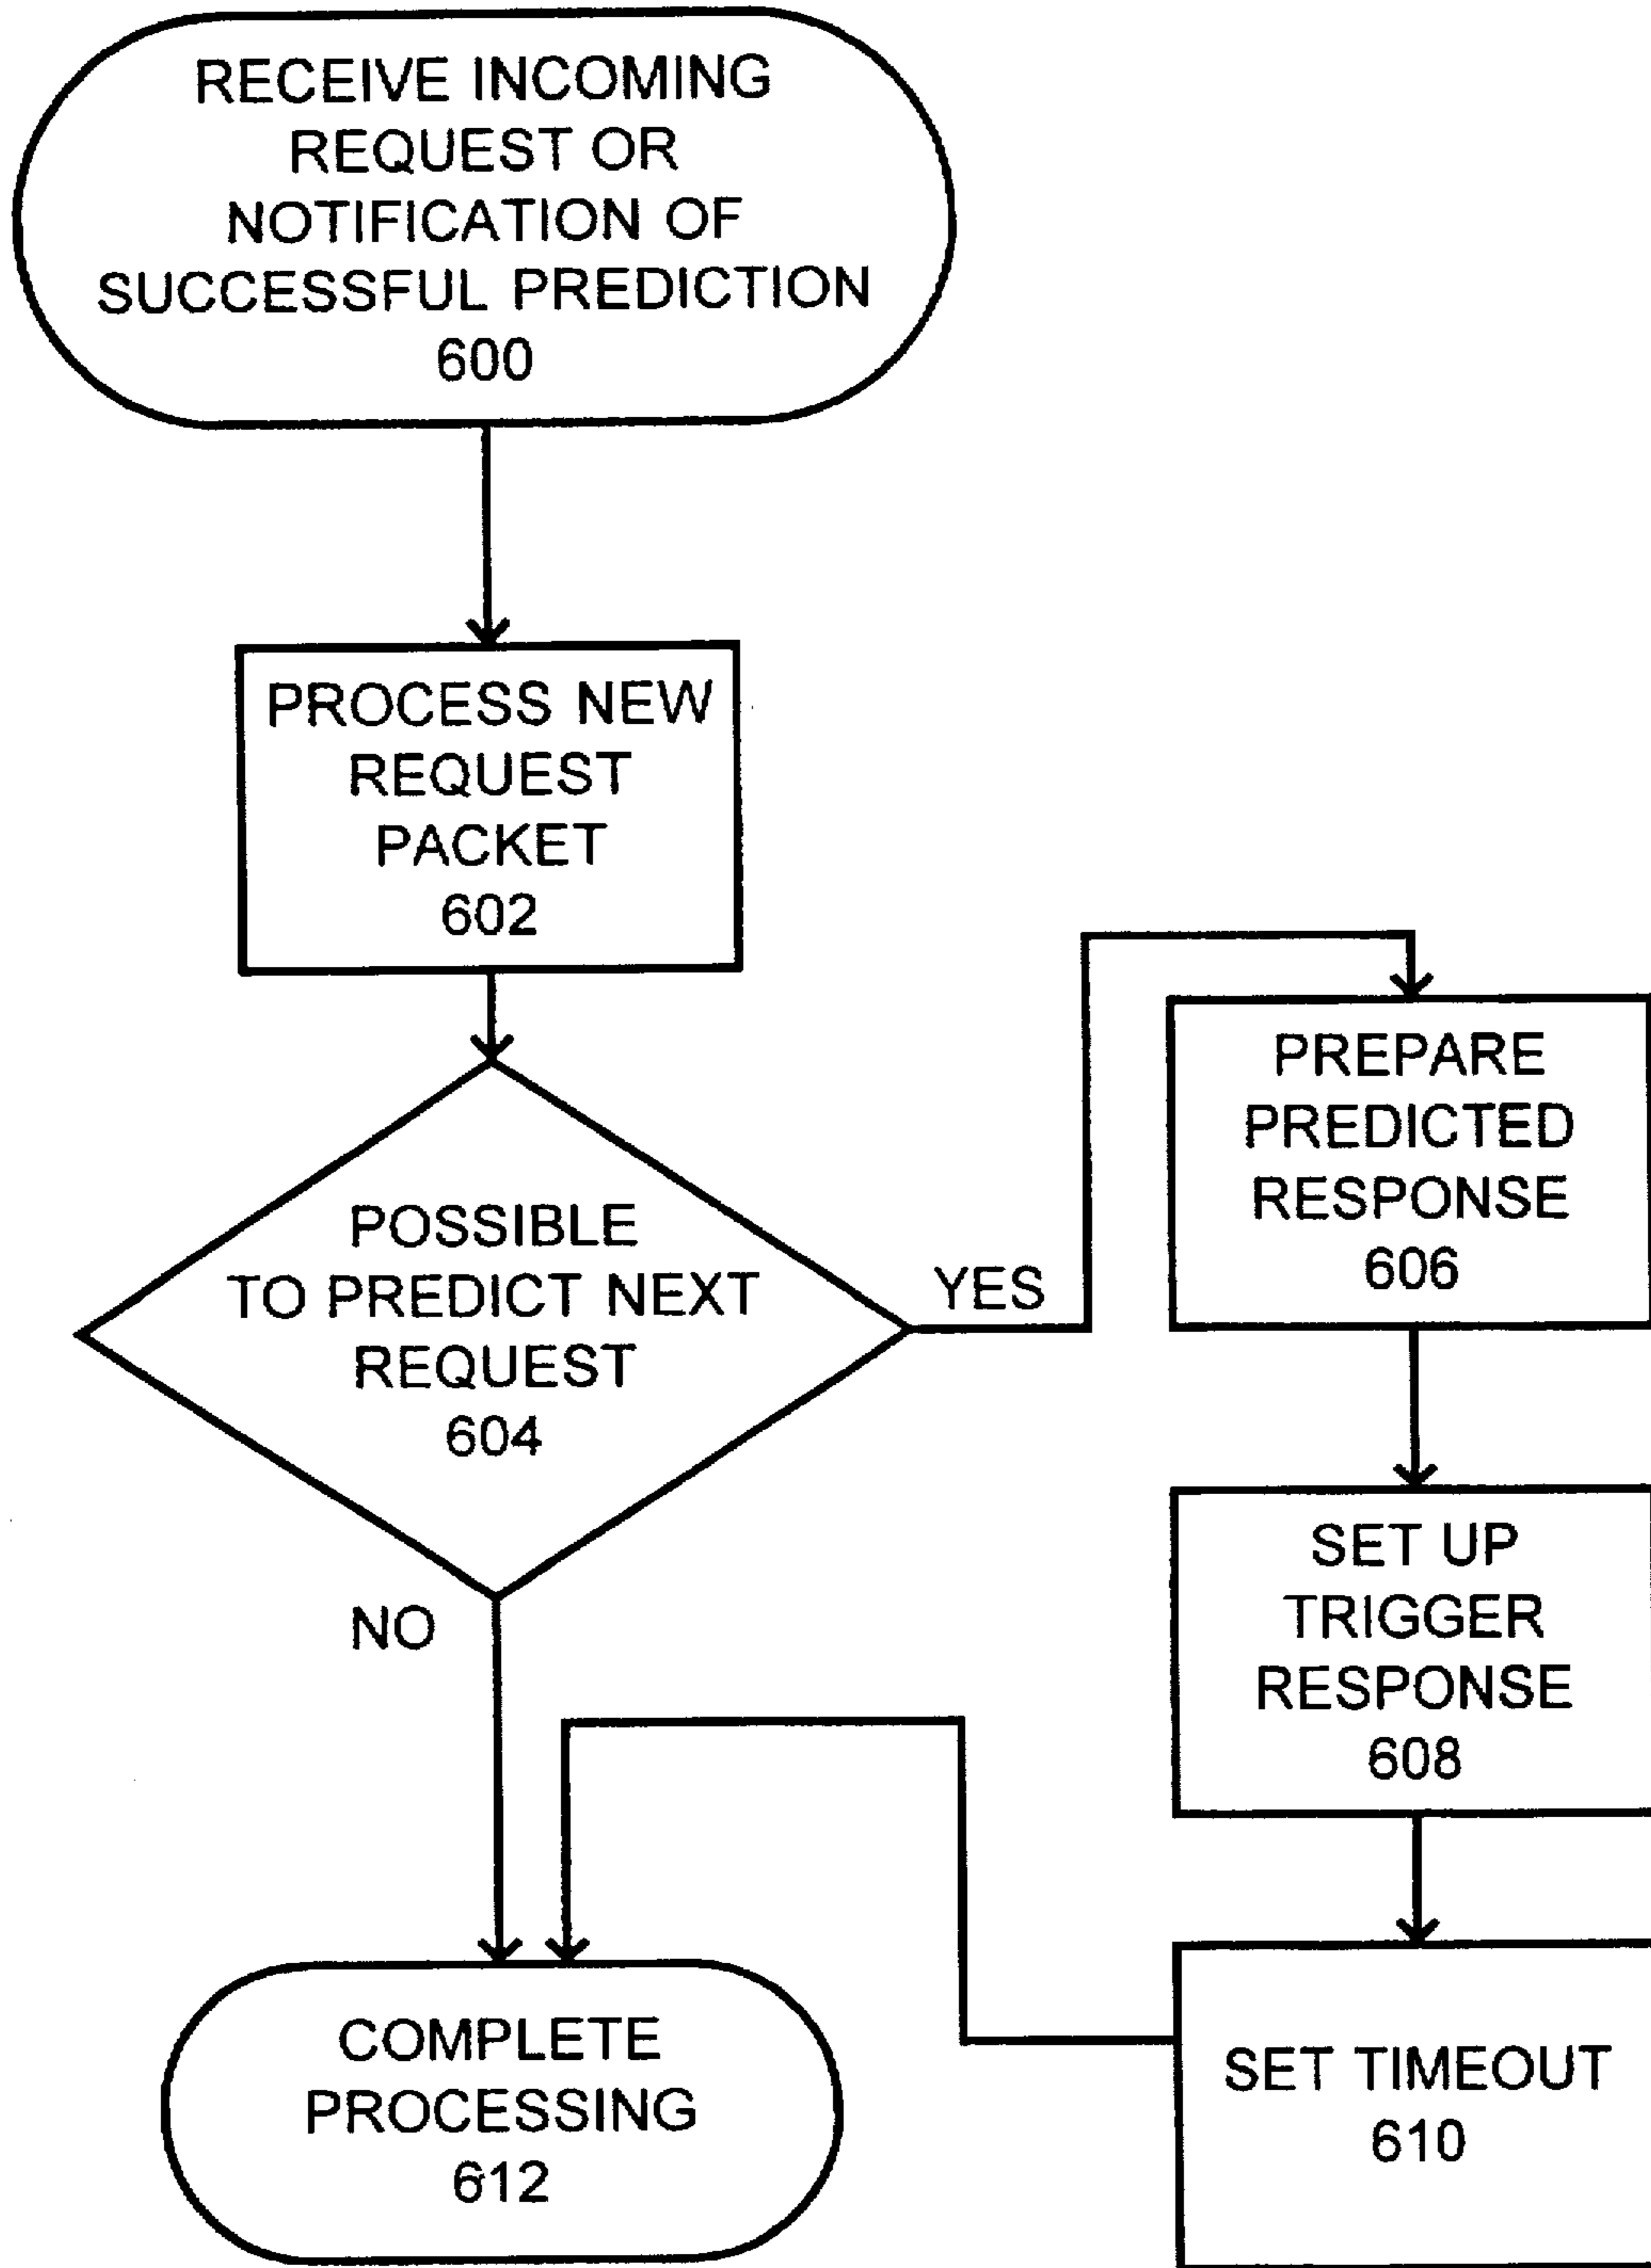 RECEIVE INCOMING
REQUEST OR
NOTIFICATION OF
SUCCESSFUL PREDICTION
600
PROCESS NEW
REQUEST
PACKET
602
POSSIBLE
TO PREDICT NEXT
REQUEST
604
YES
NO
PREPARE
PREDICTED
RESPONSE
606
SET UP
TRIGGER
RESPONSE
608
SET TIMEOUT
610
COMPLETE
PROCESSING
612